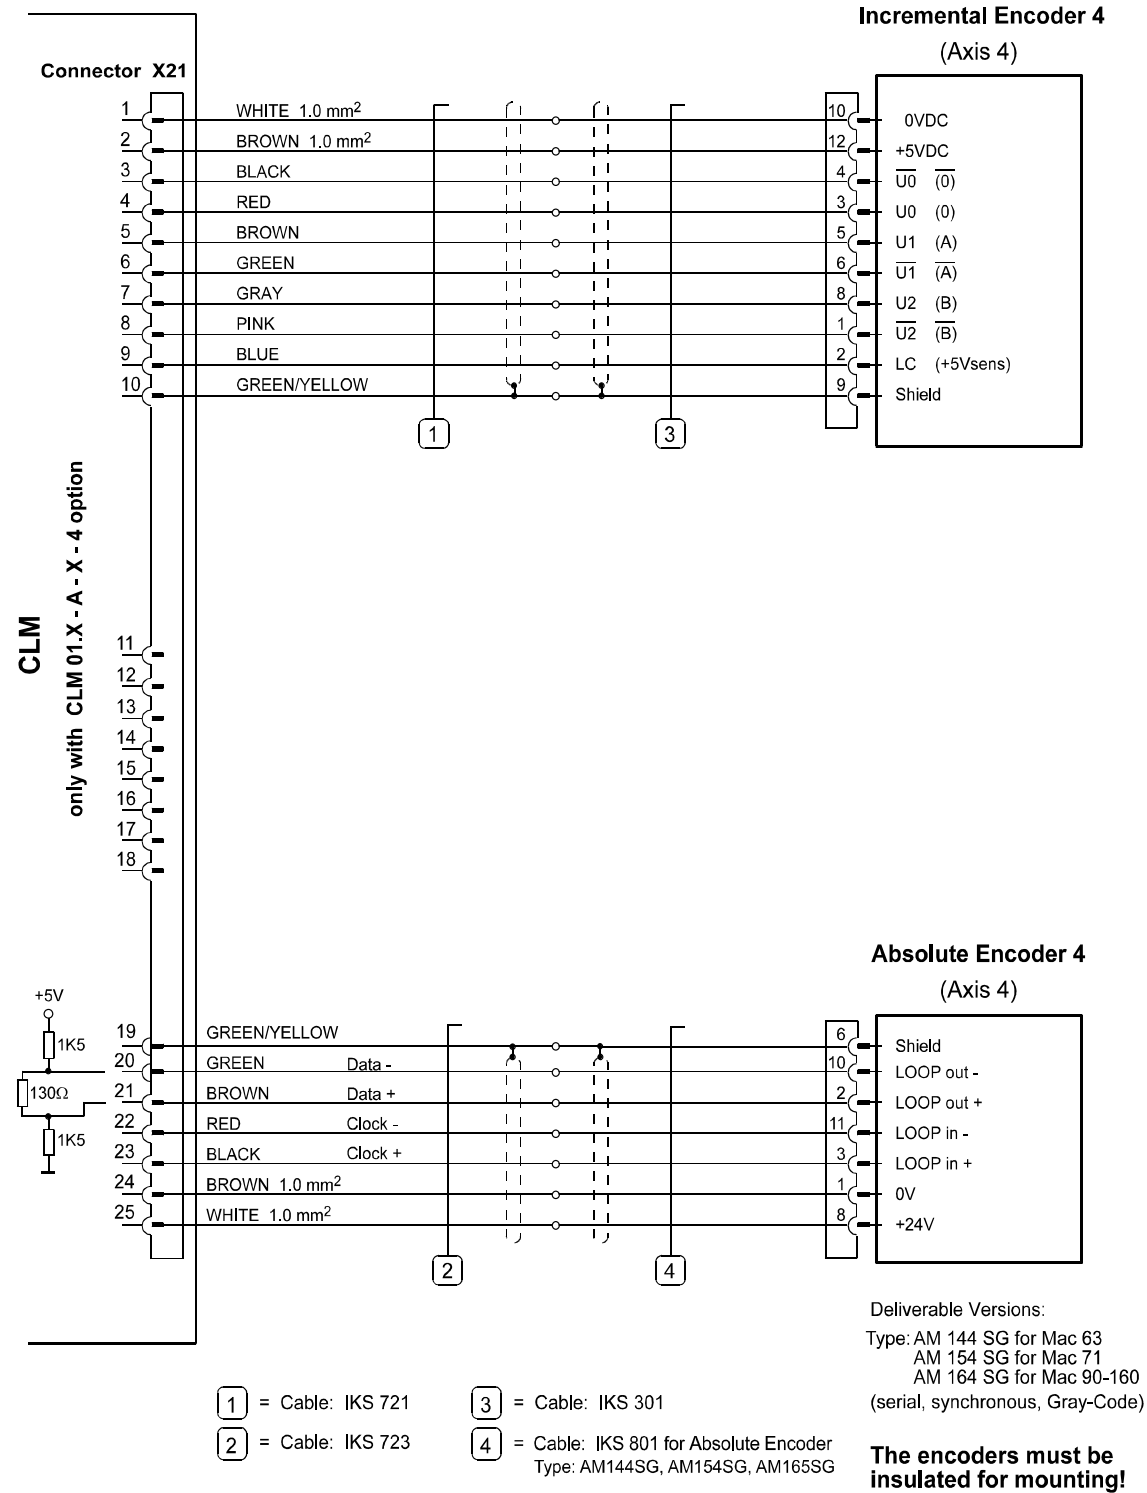 Incremental Encoder 4
(Axis 4)
Connector X21
1 WHITE 1.0 mm² 10 0VDC
2 BROWN 1.0 mm² 12 +5VDC
3 BLACK 4 U̅0̅ (0̅)
4 RED 3 U0 (0)
5 BROWN 5 U1 (A)
6 GREEN 6 U̅1̅ (A̅)
7 GRAY 8 U2 (B)
8 PINK 1 U̅2̅ (B̅)
9 BLUE 2 LC (+5Vsens)
10 GREEN/YELLOW 9 Shield
1 3
CLM
only with CLM 01.X - A - X - 4 option
11
12
13
14
15
16
17
18
Absolute Encoder 4
(Axis 4)
+5V
1K5
130Ω
1K5
19 GREEN/YELLOW 6 Shield
20 GREEN Data - 10 LOOP out -
21 BROWN Data + 2 LOOP out +
22 RED Clock - 11 LOOP in -
23 BLACK Clock + 3 LOOP in +
24 BROWN 1.0 mm² 1 0V
25 WHITE 1.0 mm² 8 +24V
2 4
Deliverable Versions:
Type: AM 144 SG for Mac 63
AM 154 SG for Mac 71
AM 164 SG for Mac 90-160
(serial, synchronous, Gray-Code)
1 = Cable: IKS 721
2 = Cable: IKS 723
3 = Cable: IKS 301
4 = Cable: IKS 801 for Absolute Encoder
Type: AM144SG, AM154SG, AM165SG
The encoders must be
insulated for mounting!